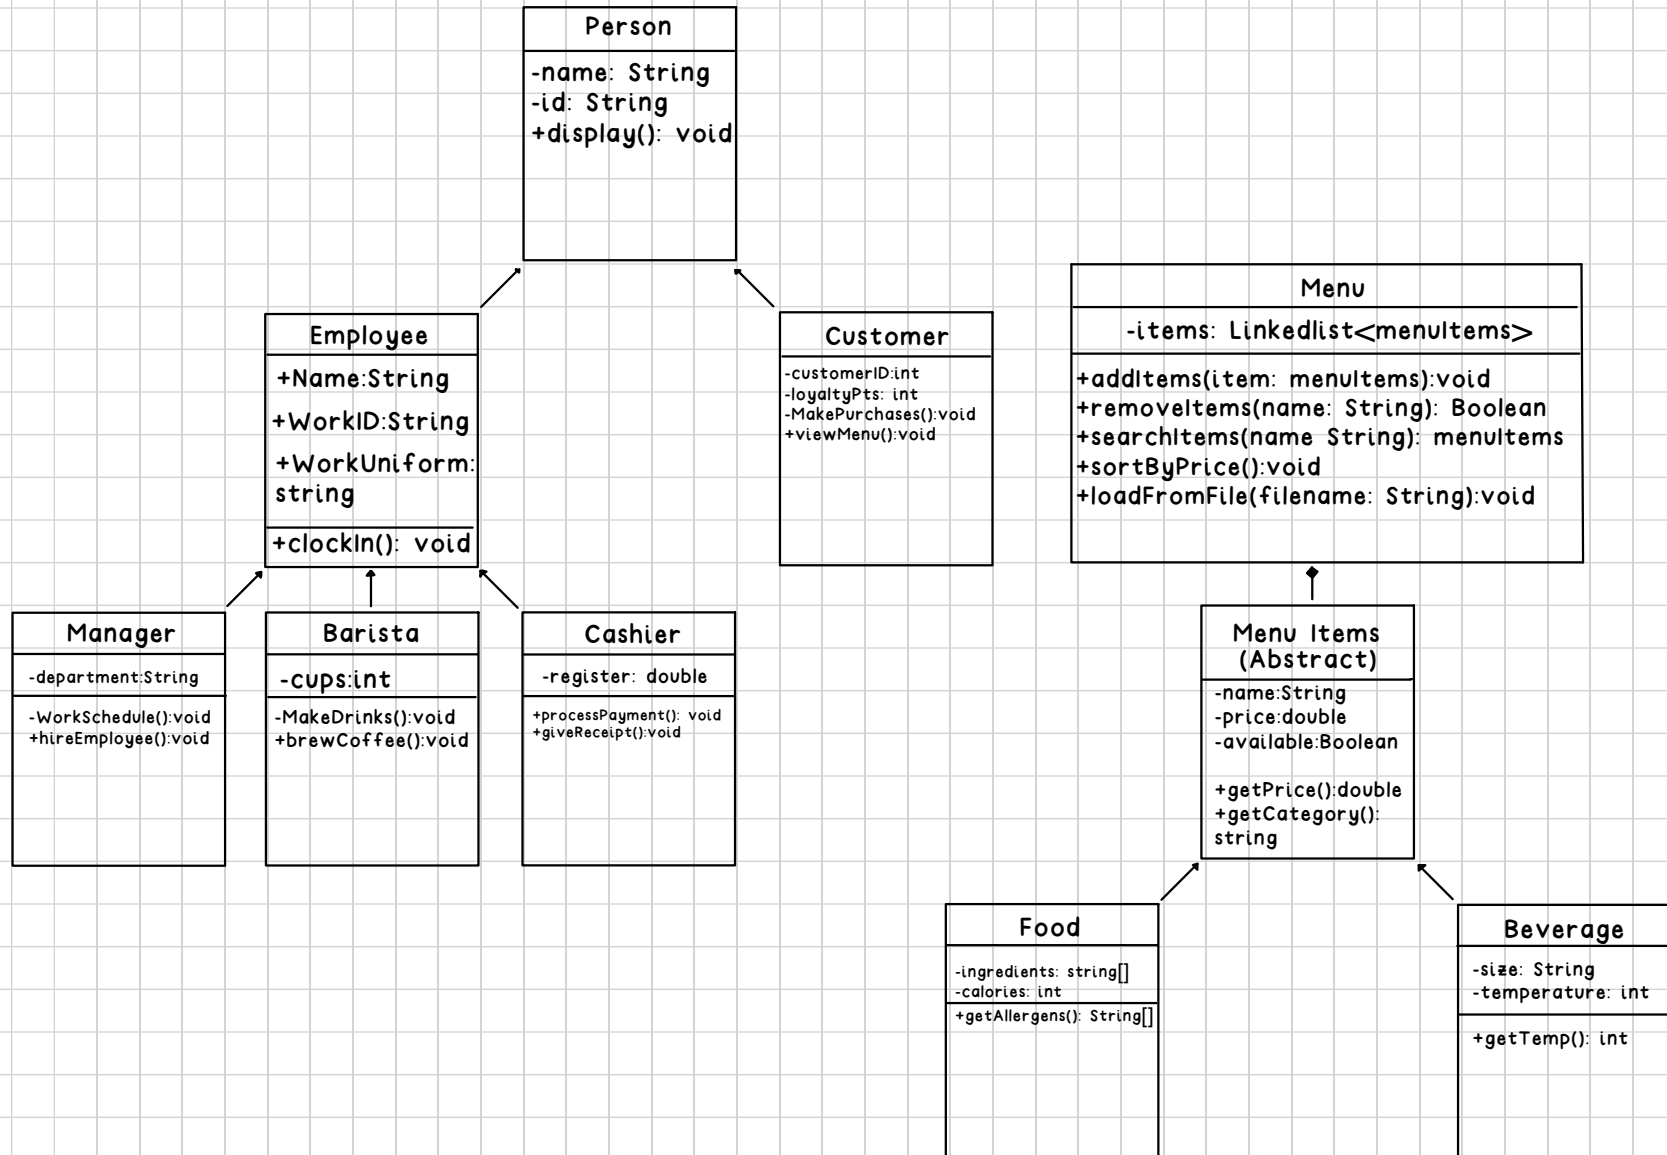 Person
-name: String
-id: String
+display(): void
Employee
+Name:String
+WorkID:String
+WorkUniform:
string
+clockIn(): void
Customer
-customerID:int
-loyaltyPts: int
-MakePurchases():void
+viewMenu():void
Menu
-items: Linkedlist<menuItems>
+addItems(item: menuItems):void
+removeItems(name: String): Boolean
+searchItems(name String): menuItems
+sortByPrice():void
+loadFromFile(filename: String):void
Manager
-department:String
-WorkSchedule():void
+hireEmployee():void
Barista
-cups:int
-MakeDrinks():void
+brewCoffee():void
Cashier
-register: double
+processPayment(): void
+giveReceipt():void
Menu Items
(Abstract)
-name:String
-price:double
-available:Boolean
+getPrice():double
+getCategory():
string
Food
-ingredients: string[]
-calories: int
+getAllergens(): String[]
Beverage
-size: String
-temperature: int
+getTemp(): int